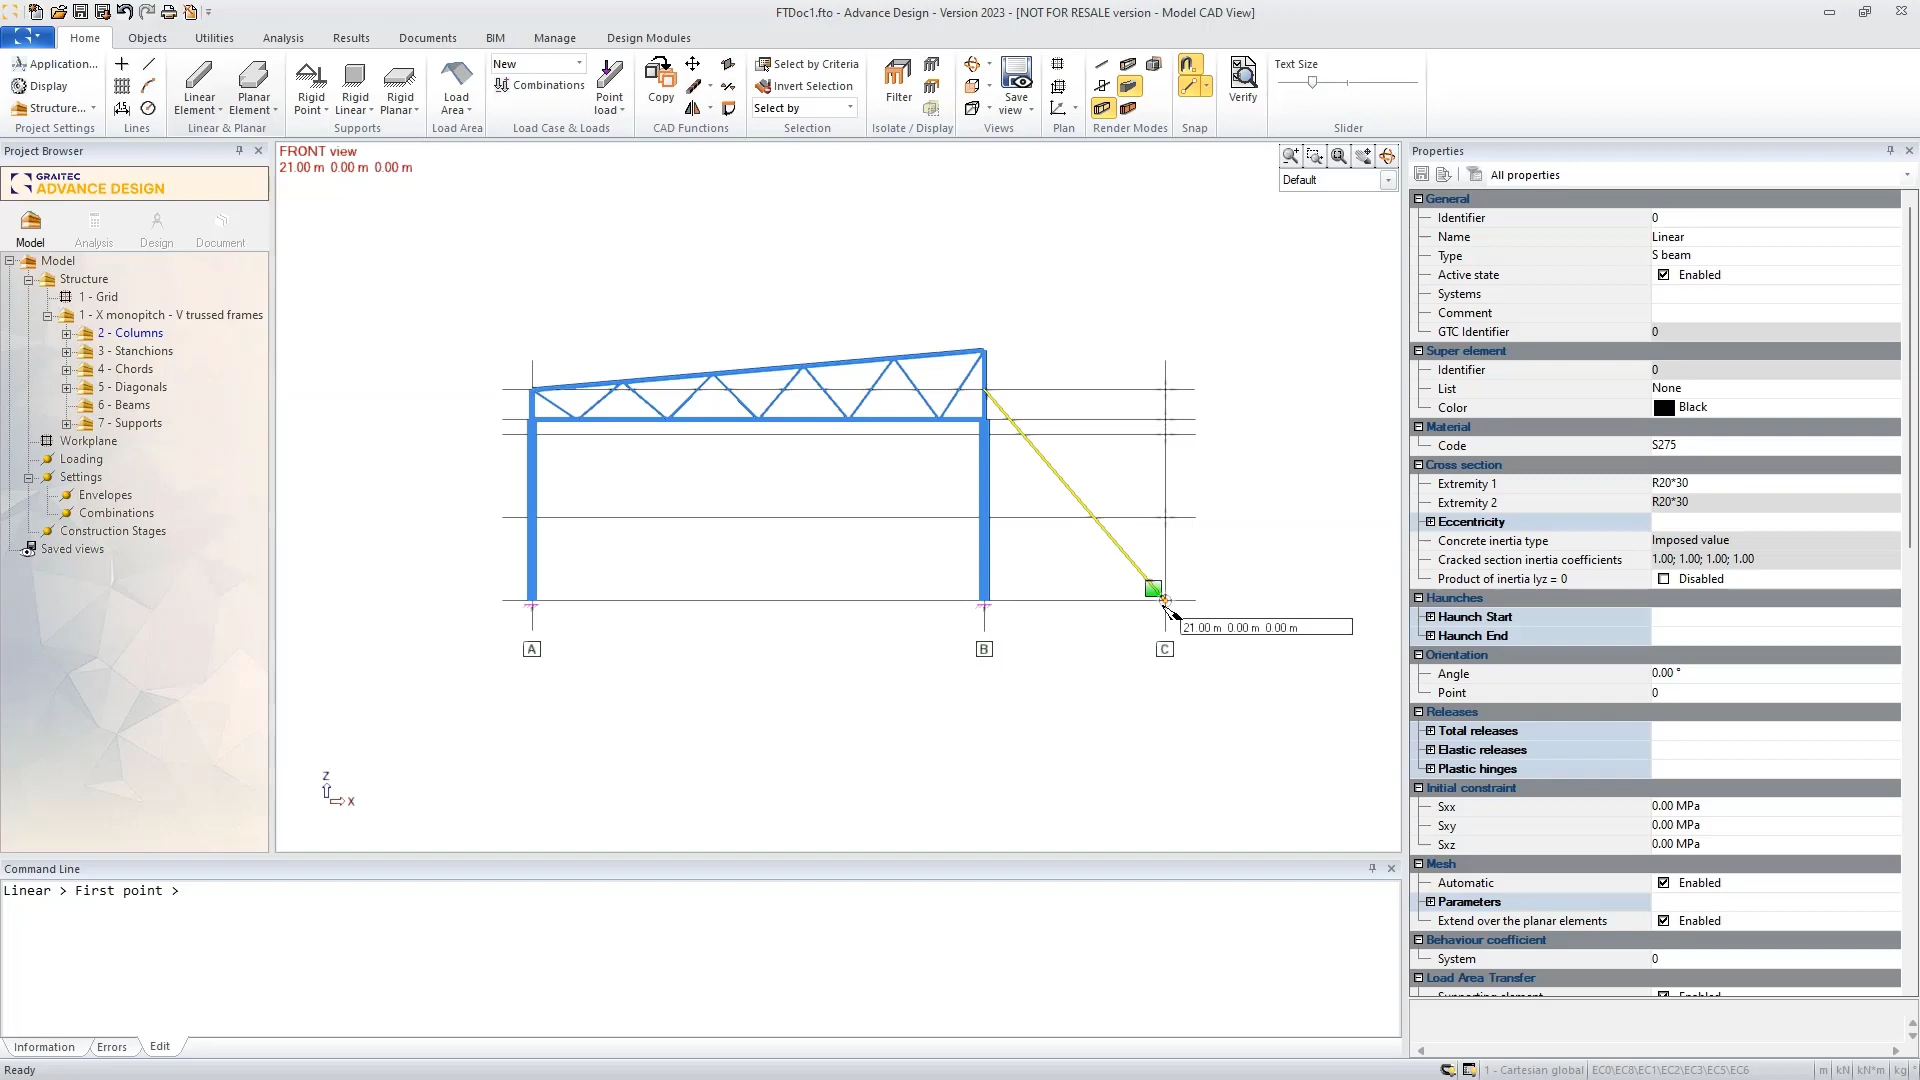 FTDoc1.fto - Advance Design - Version 2023 - [NOT FOR RESALE version - Model CAD View]
Home Objects Utilities Analysis Results Documents BIM Manage Design Modules
Application...
Display
Structure...
Project Settings
Lines
Linear Element
Planar Element
Linear & Planar
Rigid Point
Rigid Linear
Rigid Planar
Supports
Load Area
Load Area
New
Combinations
Point load
Load Case & Loads
Copy
CAD Functions
Select by Criteria
Invert Selection
Select by
Selection
Filter
Isolate / Display
Save view
Views
Plan
Render Modes
Snap
Verify
Text Size
Slider
Project Browser
GRAITEC
ADVANCE DESIGN
Model Analysis Design Document
Model
Structure
1 - Grid
1 - X monopitch - V trussed frames
2 - Columns
3 - Stanchions
4 - Chords
5 - Diagonals
6 - Beams
7 - Supports
Workplane
Loading
Settings
Envelopes
Combinations
Construction Stages
Saved views
FRONT view
21.00 m 0.00 m 0.00 m
Default
21.00 m 0.00 m 0.00 m
A B C
Z
X
Properties
All properties
General
Identifier 0
Name Linear
Type S beam
Active state Enabled
Systems
Comment
GTC Identifier 0
Super element
Identifier 0
List None
Color Black
Material
Code S275
Cross section
Extremity 1 R20*30
Extremity 2 R20*30
Eccentricity
Concrete inertia type Imposed value
Cracked section inertia coefficients 1.00; 1.00; 1.00; 1.00
Product of inertia Iyz = 0 Disabled
Haunches
Haunch Start
Haunch End
Orientation
Angle 0.00 °
Point 0
Releases
Total releases
Elastic releases
Plastic hinges
Initial constraint
Sxx 0.00 MPa
Sxy 0.00 MPa
Sxz 0.00 MPa
Mesh
Automatic Enabled
Parameters
Extend over the planar elements Enabled
Behaviour coefficient
System 0
Load Area Transfer
Supporting element Enabled
Command Line
Linear > First point >
Information Errors Edit
Ready
1 - Cartesian global EC0\EC8\EC1\EC2\EC3\EC5\EC6 m kN kN*m kg °